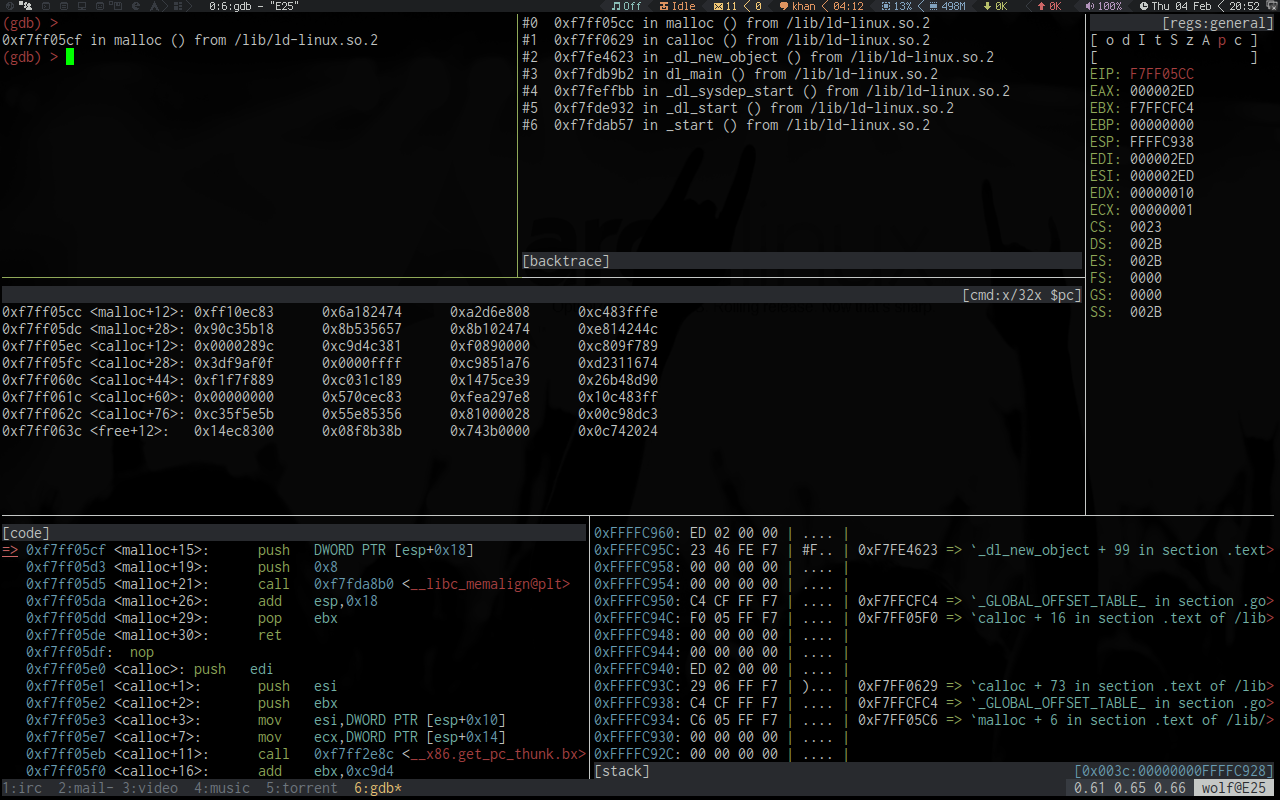 0:6:gdb - "E25" Off Idle 11 0 khan 04:12 13% 498M 0K 0K 100% Thu 04 Feb 20:52
(gdb) >
0xf7ff05cf in malloc () from /lib/ld-linux.so.2
(gdb) >
#0 0xf7ff05cc in malloc () from /lib/ld-linux.so.2
#1 0xf7ff0629 in calloc () from /lib/ld-linux.so.2
#2 0xf7fe4623 in _dl_new_object () from /lib/ld-linux.so.2
#3 0xf7fdb9b2 in dl_main () from /lib/ld-linux.so.2
#4 0xf7feffbb in _dl_sysdep_start () from /lib/ld-linux.so.2
#5 0xf7fde932 in _dl_start () from /lib/ld-linux.so.2
#6 0xf7fdab57 in _start () from /lib/ld-linux.so.2
[backtrace]
[regs:general]
[ o d I t S z A p c ]
[ ]
EIP: F7FF05CC
EAX: 000002ED
EBX: F7FFCFC4
EBP: 00000000
ESP: FFFFC938
EDI: 000002ED
ESI: 000002ED
EDX: 00000010
ECX: 00000001
CS: 0023
DS: 002B
ES: 002B
FS: 0000
GS: 0000
SS: 002B
[cmd:x/32x $pc]
0xf7ff05cc <malloc+12>: 0xff10ec83 0x6a182474 0xa2d6e808 0xc483fffe
0xf7ff05dc <malloc+28>: 0x90c35b18 0x8b535657 0x8b102474 0xe814244c
0xf7ff05ec <calloc+12>: 0x0000289c 0xc9d4c381 0xf0890000 0xc809f789
0xf7ff05fc <calloc+28>: 0x3df9af0f 0x0000ffff 0xc9851a76 0xd2311674
0xf7ff060c <calloc+44>: 0xf1f7f889 0xc031c189 0x1475ce39 0x26b48d90
0xf7ff061c <calloc+60>: 0x00000000 0x570cec83 0xfea297e8 0x10c483ff
0xf7ff062c <calloc+76>: 0xc35f5e5b 0x55e85356 0x81000028 0x00c98dc3
0xf7ff063c <free+12>: 0x14ec8300 0x08f8b38b 0x743b0000 0x0c742024
[code]
=> 0xf7ff05cf <malloc+15>: push DWORD PTR [esp+0x18]
0xf7ff05d3 <malloc+19>: push 0x8
0xf7ff05d5 <malloc+21>: call 0xf7fda8b0 <__libc_memalign@plt>
0xf7ff05da <malloc+26>: add esp,0x18
0xf7ff05dd <malloc+29>: pop ebx
0xf7ff05de <malloc+30>: ret
0xf7ff05df: nop
0xf7ff05e0 <calloc>: push edi
0xf7ff05e1 <calloc+1>: push esi
0xf7ff05e2 <calloc+2>: push ebx
0xf7ff05e3 <calloc+3>: mov esi,DWORD PTR [esp+0x10]
0xf7ff05e7 <calloc+7>: mov ecx,DWORD PTR [esp+0x14]
0xf7ff05eb <calloc+11>: call 0xf7ff2e8c <__x86.get_pc_thunk.bx>
0xf7ff05f0 <calloc+16>: add ebx,0xc9d4
0xFFFFC960: ED 02 00 00 | .... |
0xFFFFC95C: 23 46 FE F7 | #F.. | 0xF7FE4623 => `_dl_new_object + 99 in section .text>
0xFFFFC958: 00 00 00 00 | .... |
0xFFFFC954: 00 00 00 00 | .... |
0xFFFFC950: C4 CF FF F7 | .... | 0xF7FFCFC4 => `_GLOBAL_OFFSET_TABLE_ in section .go>
0xFFFFC94C: F0 05 FF F7 | .... | 0xF7FF05F0 => `calloc + 16 in section .text of /lib>
0xFFFFC948: 00 00 00 00 | .... |
0xFFFFC944: 00 00 00 00 | .... |
0xFFFFC940: ED 02 00 00 | .... |
0xFFFFC93C: 29 06 FF F7 | )... | 0xF7FF0629 => `calloc + 73 in section .text of /lib>
0xFFFFC938: C4 CF FF F7 | .... | 0xF7FFCFC4 => `_GLOBAL_OFFSET_TABLE_ in section .go>
0xFFFFC934: C6 05 FF F7 | .... | 0xF7FF05C6 => `malloc + 6 in section .text of /lib/>
0xFFFFC930: 00 00 00 00 | .... |
0xFFFFC92C: 00 00 00 00 | .... |
[stack] [0x003c:00000000FFFFC928]
1:irc 2:mail- 3:video 4:music 5:torrent 6:gdb* 0.61 0.65 0.66 wolf@E25